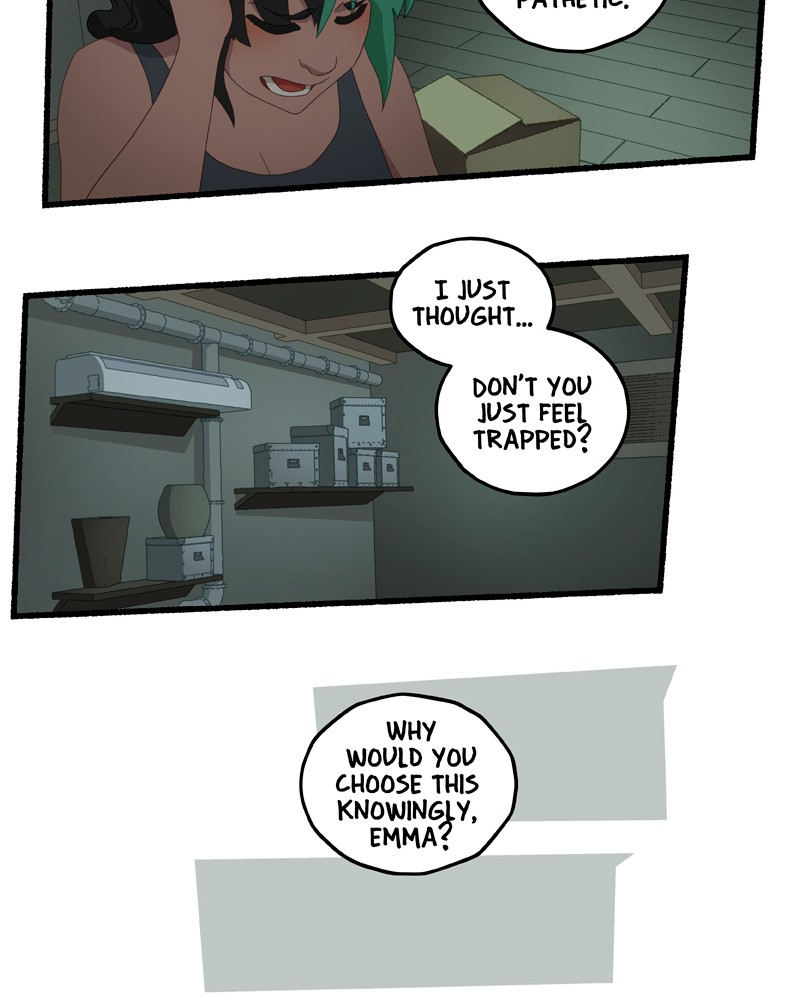 PATHETIC.
I JUST
THOUGHT...
DON'T YOU
JUST FEEL
TRAPPED?
WHY
WOULD YOU
CHOOSE THIS
KNOWINGLY,
EMMA?